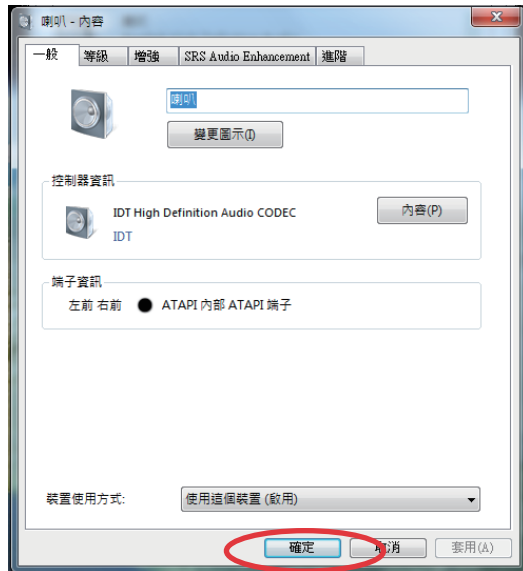 喇叭 - 內容
一般 等級 增強 SRS Audio Enhancement 進階
喇叭
變更圖示(I)
控制器資訊
IDT High Definition Audio CODEC
內容(P)
IDT
端子資訊
左前 右前 ATAPI 內部 ATAPI 端子
裝置使用方式:
使用這個裝置 (啟用)
確定 取消 套用(A)